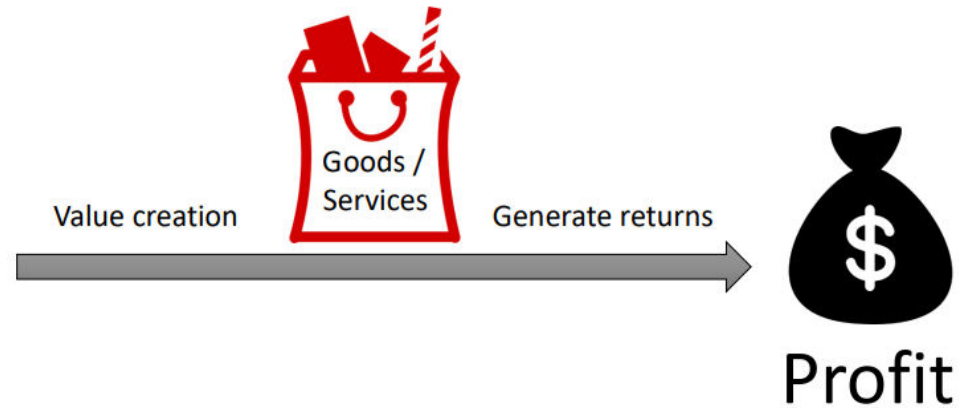 Goods /
Services
Value creation
Generate returns
$
Profit